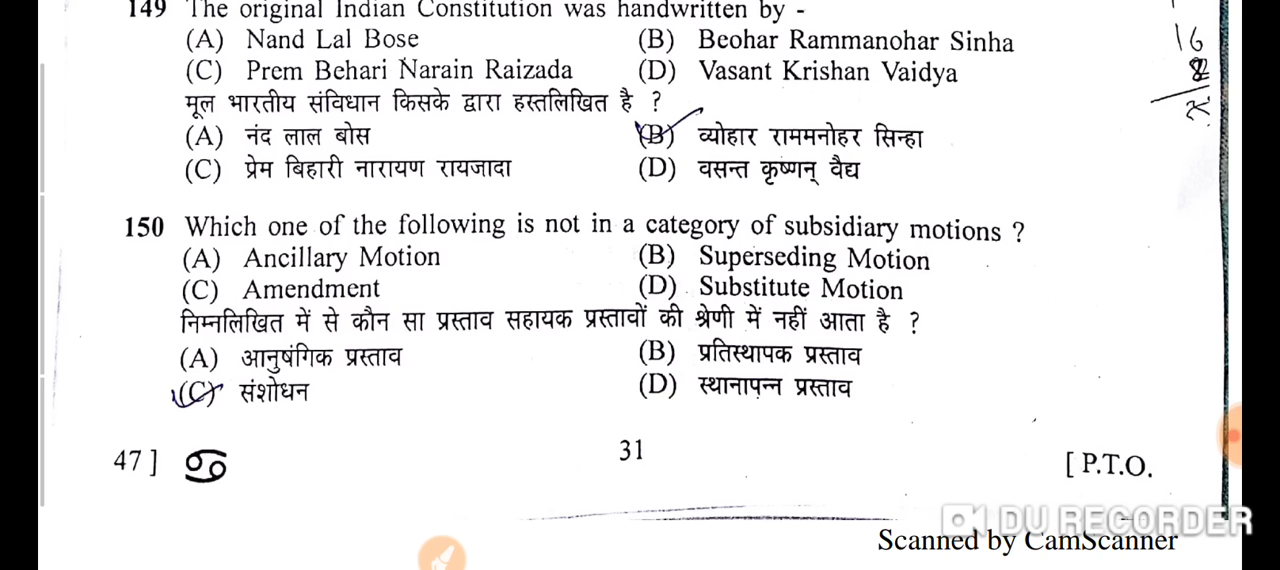 149 The original Indian Constitution was handwritten by -
(A) Nand Lal Bose (B) Beohar Rammanohar Sinha
(C) Prem Behari Narain Raizada (D) Vasant Krishan Vaidya
मूल भारतीय संविधान किसके द्वारा हस्तलिखित है ?
(A) नंद लाल बोस (B) व्योहार राममनोहर सिन्हा
(C) प्रेम बिहारी नारायण रायजादा (D) वसन्त कृष्णन् वैद्य
16
150 Which one of the following is not in a category of subsidiary motions ?
(A) Ancillary Motion (B) Superseding Motion
(C) Amendment (D) Substitute Motion
निम्नलिखित में से कौन सा प्रस्ताव सहायक प्रस्तावों की श्रेणी में नहीं आता है ?
(A) आनुषंगिक प्रस्ताव (B) प्रतिस्थापक प्रस्ताव
(C) संशोधन (D) स्थानापन्न प्रस्ताव
47 ] 31 [ P.T.O.
DU RECORDER
Scanned by CamScanner